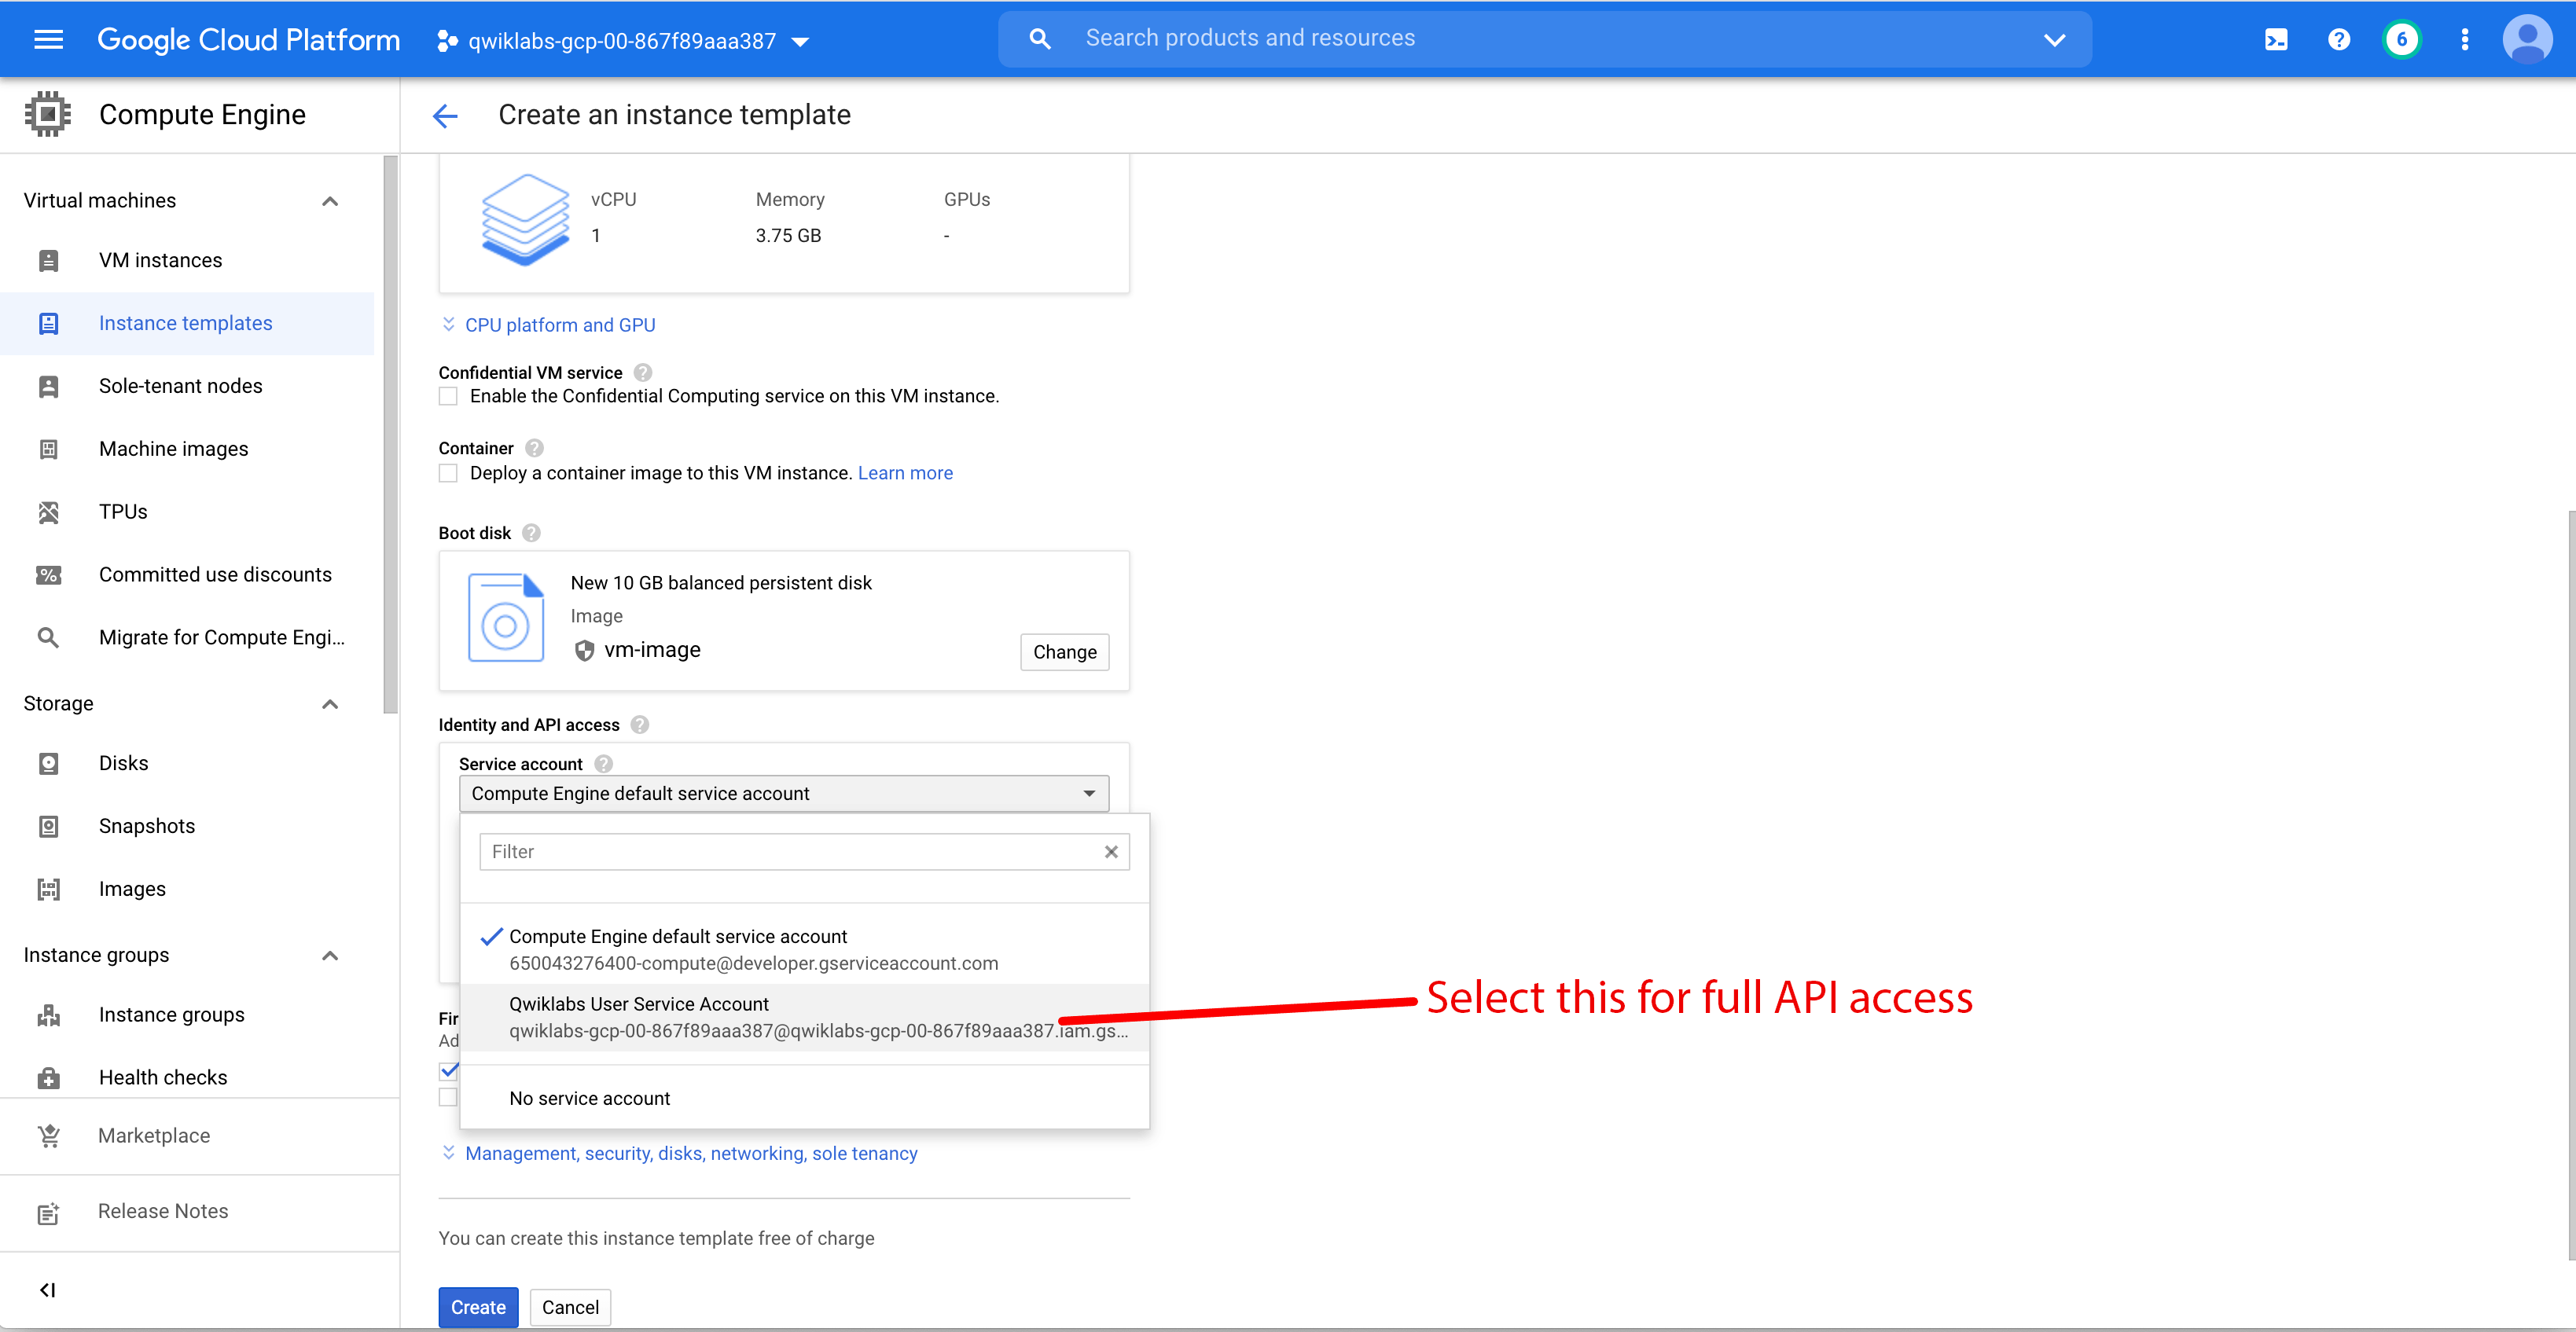 Google Cloud Platform
qwiklabs-gcp-00-867f89aaa387
Search products and resources
6
Compute Engine
Create an instance template
Virtual machines
VM instances
Instance templates
Sole-tenant nodes
Machine images
TPUs
Committed use discounts
Migrate for Compute Engi...
Storage
Disks
Snapshots
Images
Instance groups
Instance groups
Health checks
Marketplace
Release Notes
vCPU Memory GPUs
1 3.75 GB -
CPU platform and GPU
Confidential VM service
Enable the Confidential Computing service on this VM instance.
Container
Deploy a container image to this VM instance. Learn more
Boot disk
New 10 GB balanced persistent disk
Image
vm-image
Change
Identity and API access
Service account
Compute Engine default service account
Filter
Compute Engine default service account
650043276400-compute@developer.gserviceaccount.com
Qwiklabs User Service Account
qwiklabs-gcp-00-867f89aaa387@qwiklabs-gcp-00-867f89aaa387.iam.gs...
Select this for full API access
Fir
Ad
No service account
Management, security, disks, networking, sole tenancy
You can create this instance template free of charge
Create Cancel